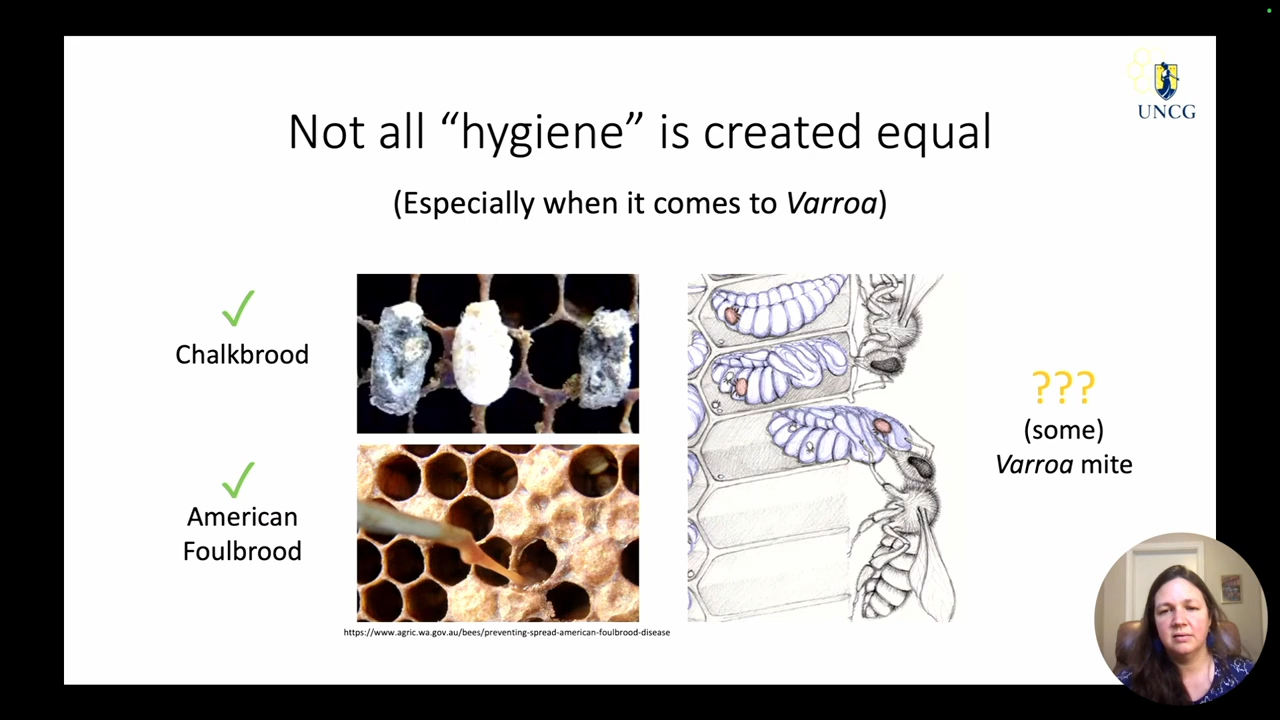 UNCG
Not all “hygiene” is created equal
(Especially when it comes to Varroa)
✓
Chalkbrood
✓
American
Foulbrood
???
(some)
Varroa mite
https://www.agric.wa.gov.au/bees/preventing-spread-american-foulbrood-disease